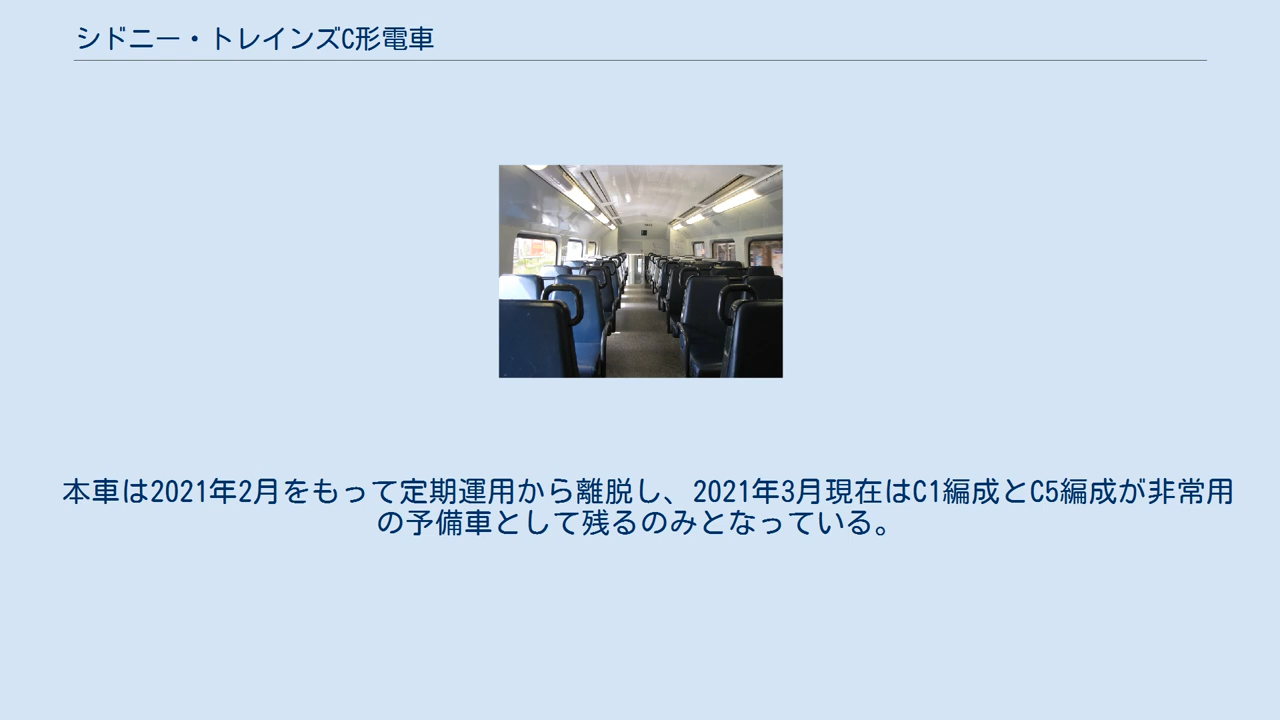 シドニー・トレインズC形電車
本車は2021年2月をもって定期運用から離脱し、2021年3月現在はC1編成とC5編成が非常用
の予備車として残るのみとなっている。